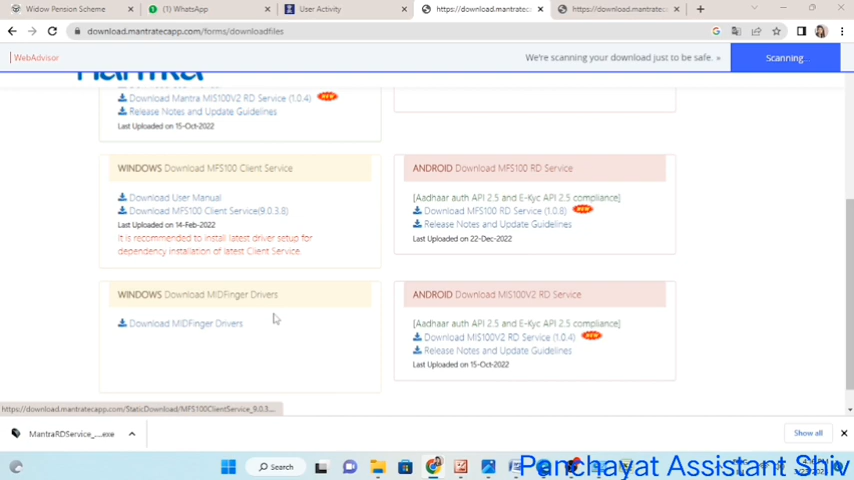 Widow Pension Scheme
(1) WhatsApp
User Activity
https://download.mantratecapp
https://download.mantratec
download.mantratecapp.com/forms/downloadfiles
WebAdvisor
We're scanning your download just to be safe. »
Scanning...
mantra
Download Mantra MIS100V2 RD Service (1.0.4) NEW
Release Notes and Update Guidelines
Last Uploaded on 15-Oct-2022
WINDOWS Download MFS100 Client Service
Download User Manual
Download MFS100 Client Service(9.0.3.8)
Last Uploaded on 14-Feb-2022
It is recommended to install latest driver setup for
dependency installation of latest Client Service.
ANDROID Download MFS100 RD Service
[Aadhaar auth API 2.5 and E-Kyc API 2.5 compliance]
Download MFS100 RD Service (1.0.8) NEW
Release Notes and Update Guidelines
Last Uploaded on 22-Dec-2022
WINDOWS Download MIDFinger Drivers
Download MIDFinger Drivers
ANDROID Download MIS100V2 RD Service
[Aadhaar auth API 2.5 and E-Kyc API 2.5 compliance]
Download MIS100V2 RD Service (1.0.4) NEW
Release Notes and Update Guidelines
Last Uploaded on 15-Oct-2022
https://download.mantratecapp.com/StaticDownload/MFS100ClientService_9.0.3....
MantraRDService_....exe
Show all
Search
Panchayat Assistant Shiv